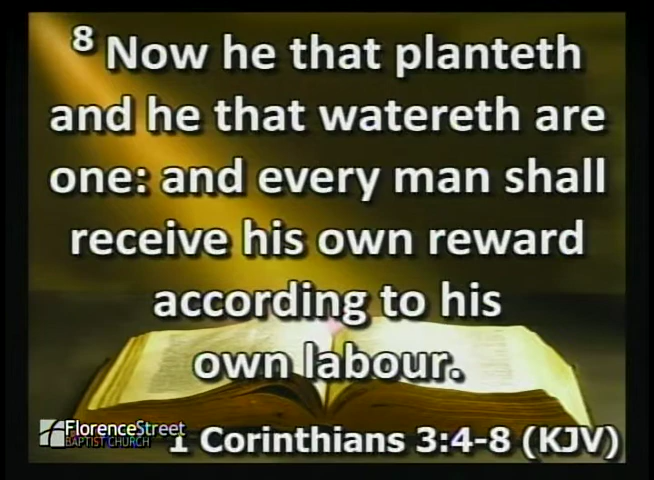 8 Now he that planteth
and he that watereth are
one: and every man shall
receive his own reward
according to his
own labour.
FlorenceStreet
BAPTIST CHURCH
1 Corinthians 3:4-8 (KJV)